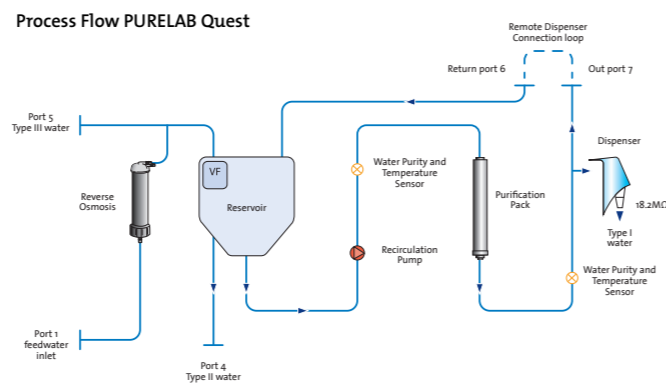 Process Flow PURELAB Quest
Remote Dispenser
Connection loop
Return port 6
Out port 7
Port 5
Type III water
Dispenser
VF
Water Purity and
Temperature
Sensor
Reverse
Osmosis
Reservoir
Purification
Pack
18.2MΩ
Type I
water
Recirculation
Pump
Water Purity and
Temperature
Sensor
Port 1
feedwater
inlet
Port 4
Type II water